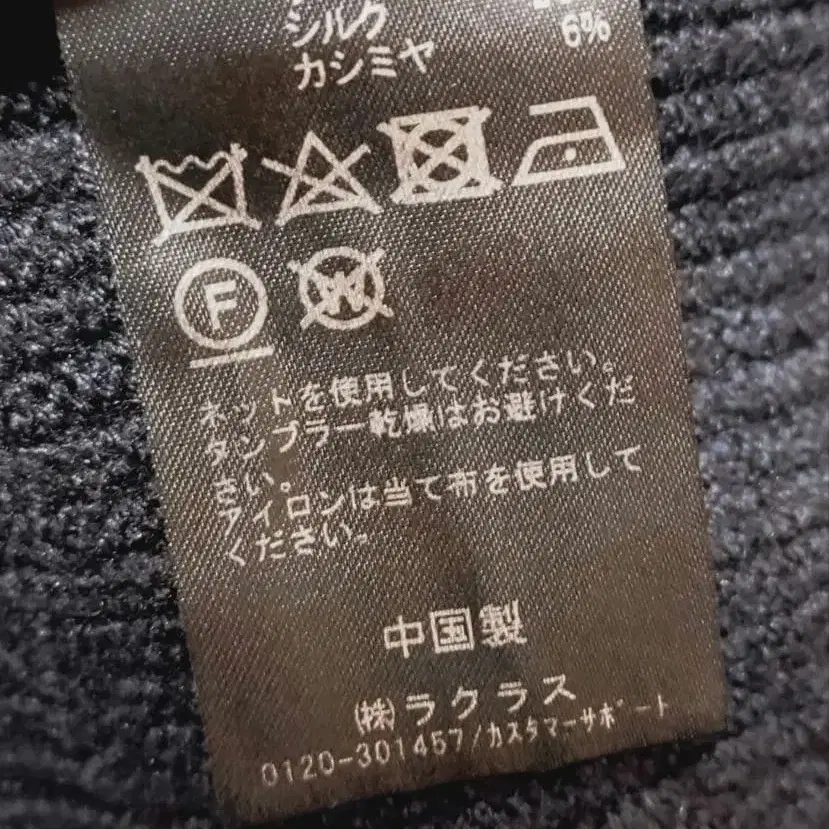 シルク
カシミヤ 6%
F
W
ネットを使用してください。
タンブラー乾燥はお避けくだ
さい。
アイロンは当て布を使用して
ください。
中国製
㈱ラクラス
0120-301457/カスタマーサポート